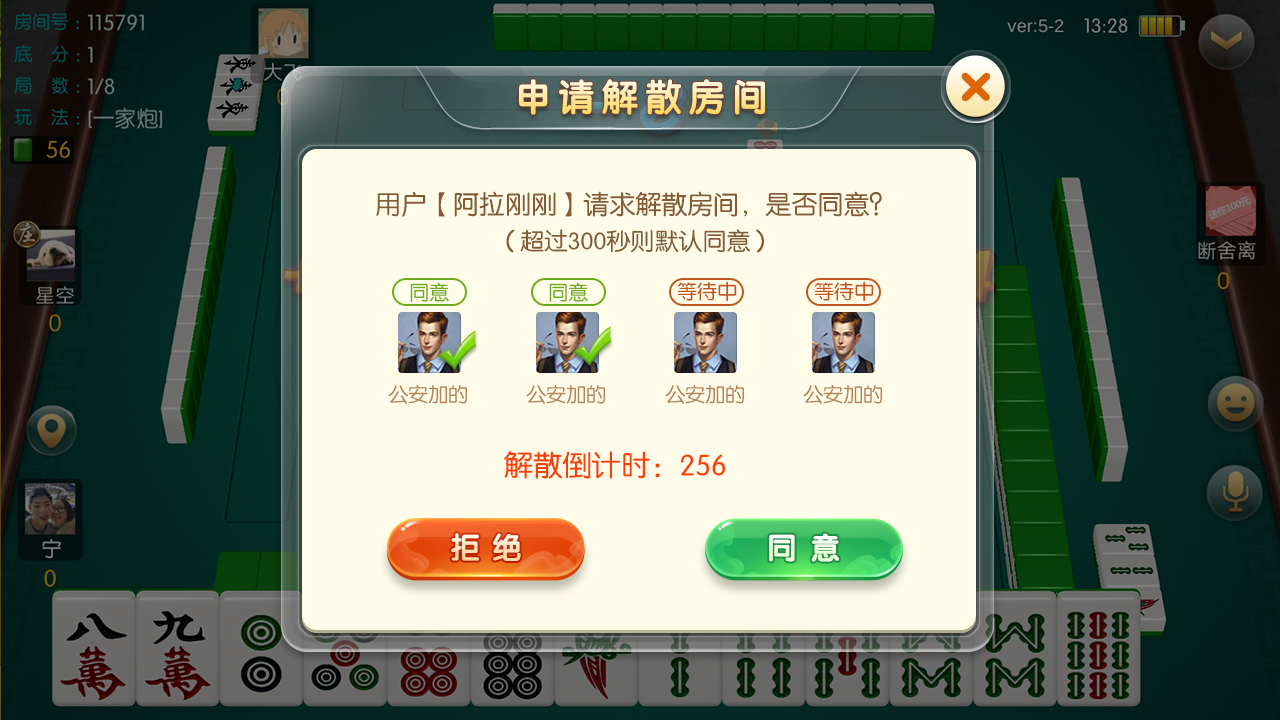 房间号：115791
底 分：1
局 数：1/8
玩 法：[一家炮]
56
ver:5-2 13:28
大
申请解散房间
用户【阿拉刚刚】请求解散房间，是否同意?
（超过300秒则默认同意）
同意 同意 等待中 等待中
公安加的 公安加的 公安加的 公安加的
解散倒计时：256
拒绝 同意
庄
星空
0
送你100元
断舍离
0
宁
0
八萬 九萬